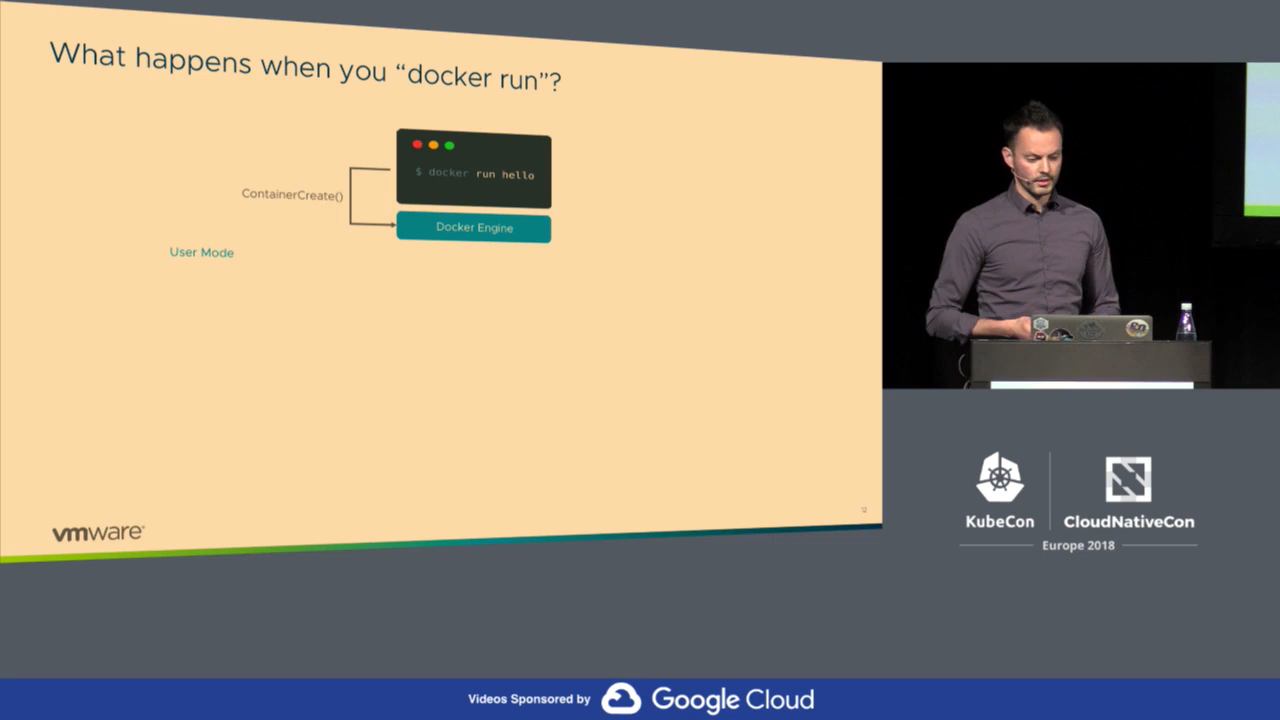 What happens when you “docker run”?
$ docker run hello
ContainerCreate()
Docker Engine
User Mode
12
vmware®
KubeCon
CloudNativeCon
Europe 2018
Videos Sponsored by Google Cloud